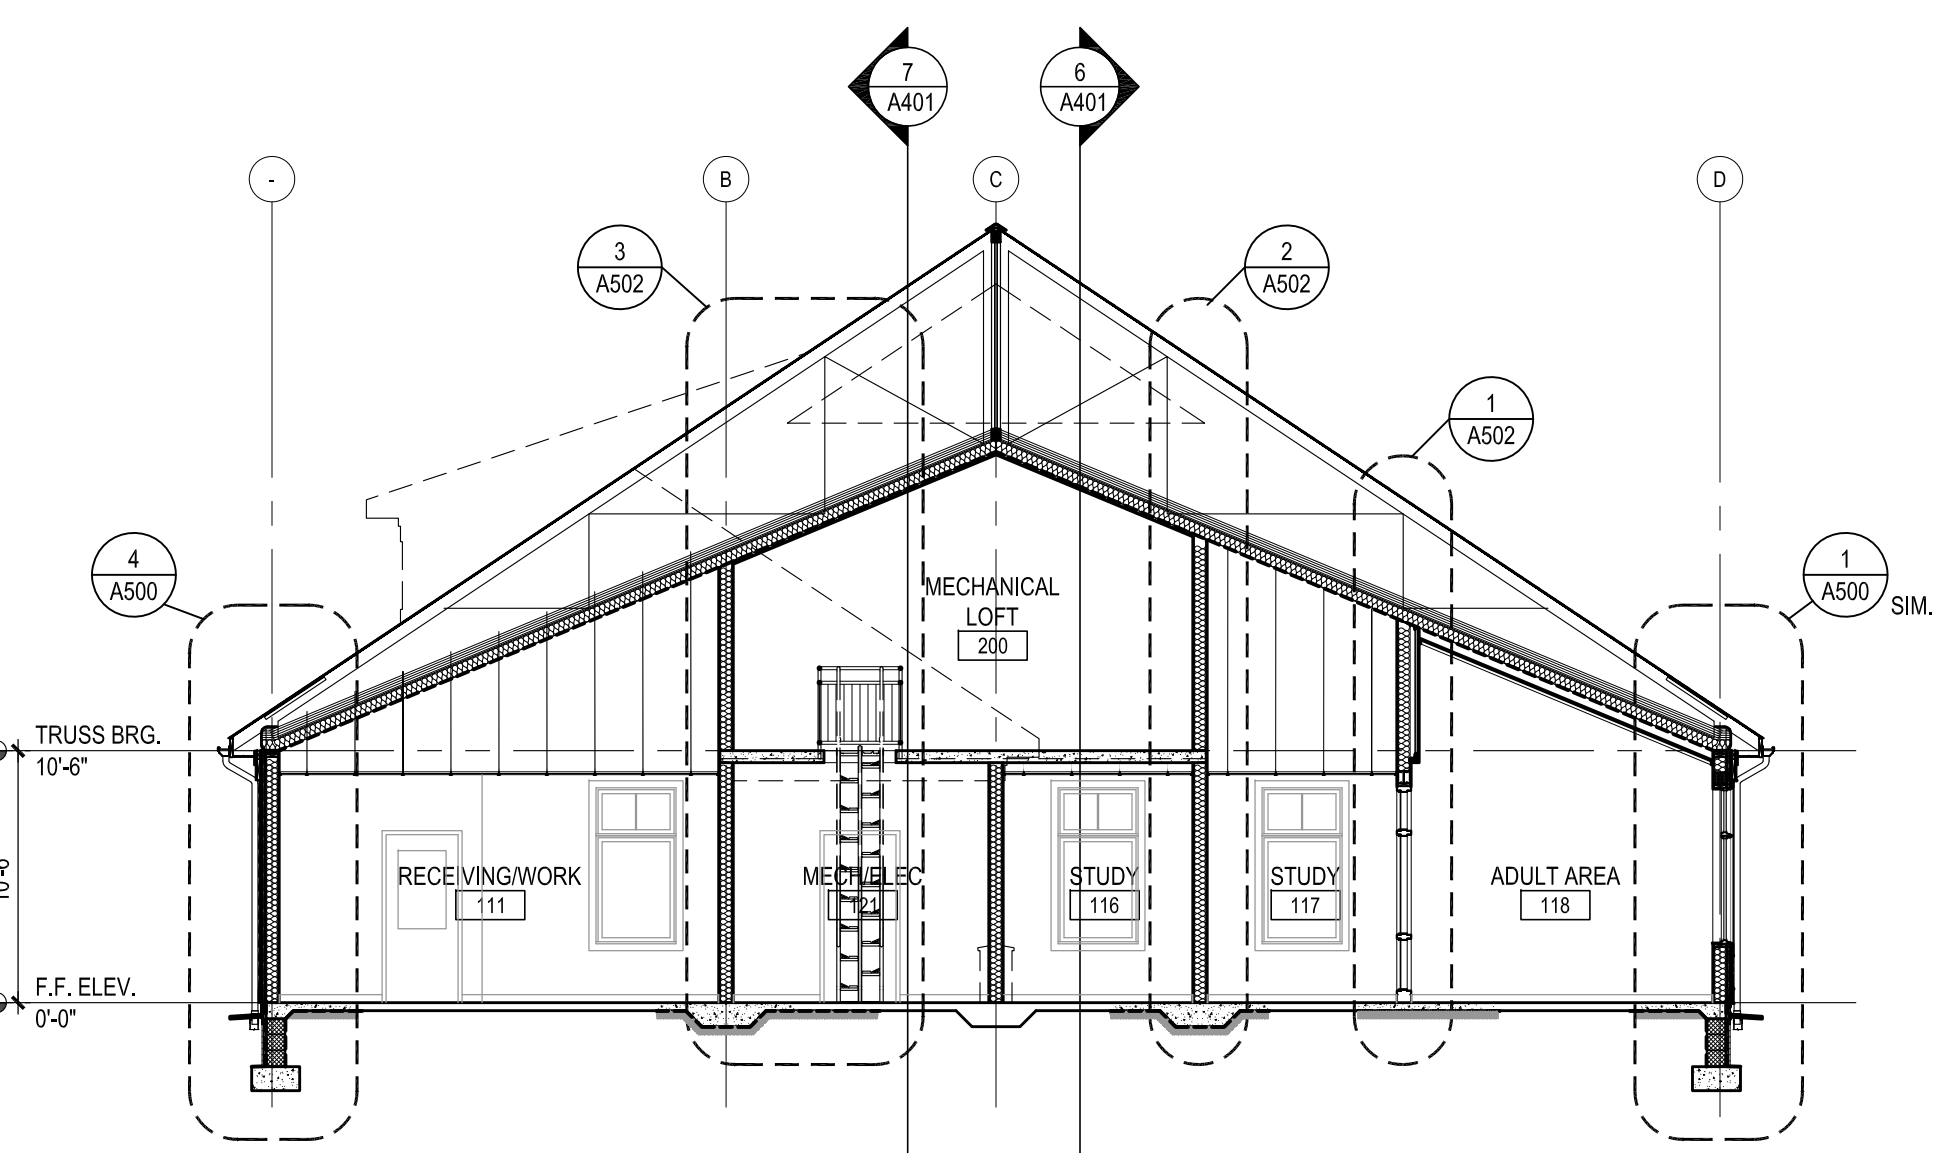 7
A401
6
A401
-
B
C
D
3
A502
2
A502
1
A502
4
A500
1
A500
SIM.
MECHANICAL
LOFT
200
TRUSS BRG.
10'-6"
RECEIVING/WORK
111
MECH/ELEC
121
STUDY
116
STUDY
117
ADULT AREA
118
F.F. ELEV.
0'-0"